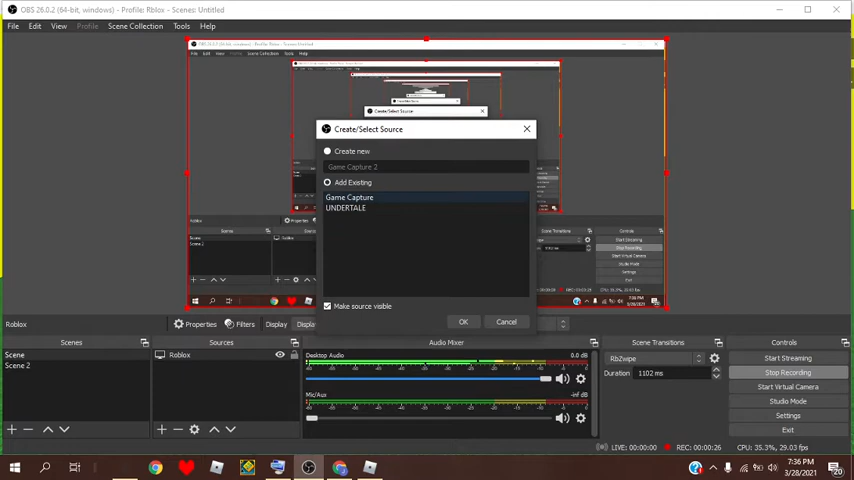 OBS 26.0.2 (64-bit, windows) - Profile: Rblox - Scenes: Untitled
File Edit View Profile Scene Collection Tools Help
Create/Select Source
Create/Select Source
Create new
Game Capture 2
Add Existing
Game Capture
UNDERTALE
Make source visible
OK Cancel
Roblox Properties Filters Display
Scenes Sources Audio Mixer Scene Transitions Controls
Scene
Scene 2
Roblox
Desktop Audio 0.0 dB
Mic/Aux -inf dB
RbZwipe
Duration 1102 ms
Start Streaming
Stop Recording
Start Virtual Camera
Studio Mode
Settings
Exit
LIVE: 00:00:00 REC: 00:00:26 CPU: 35.3%, 29.03 fps
7:36 PM
3/28/2021
20